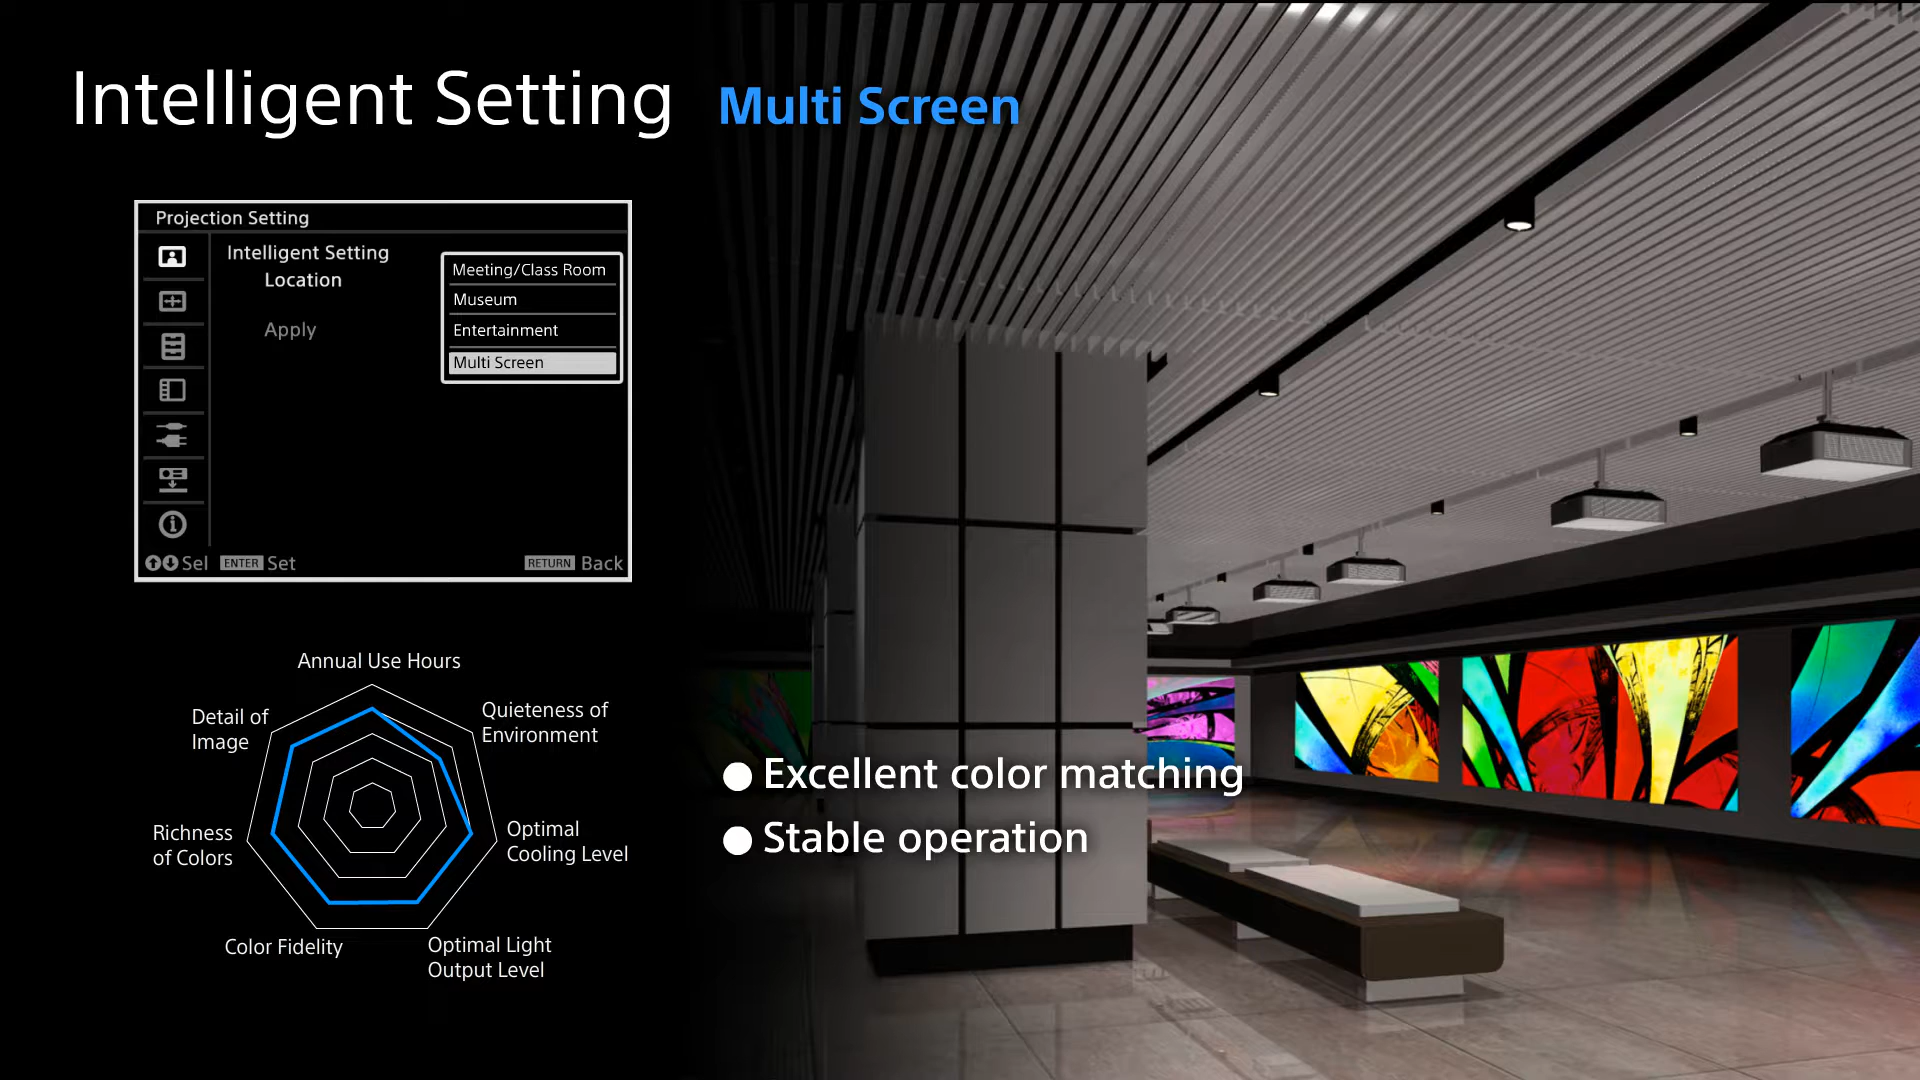 Intelligent Setting
Multi Screen
Projection Setting
Intelligent Setting
Location
Apply
Meeting/Class Room
Museum
Entertainment
Multi Screen
Sel ENTER Set
RETURN Back
Annual Use Hours
Quieteness of
Environment
Optimal
Cooling Level
Optimal Light
Output Level
Color Fidelity
Richness
of Colors
Detail of
Image
● Excellent color matching
● Stable operation